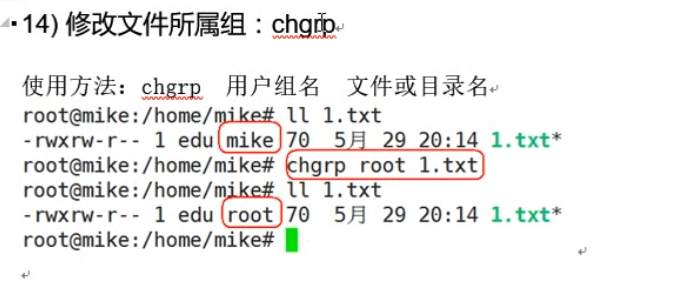 14) 修改文件所属组：chgrp
使用方法：chgrp 用户组名 文件或目录名
root@mike:/home/mike# ll 1.txt
-rwxrw-r-- 1 edu mike 70 5月 29 20:14 1.txt*
root@mike:/home/mike# chgrp root 1.txt
root@mike:/home/mike# ll 1.txt
-rwxrw-r-- 1 edu root 70 5月 29 20:14 1.txt*
root@mike:/home/mike#